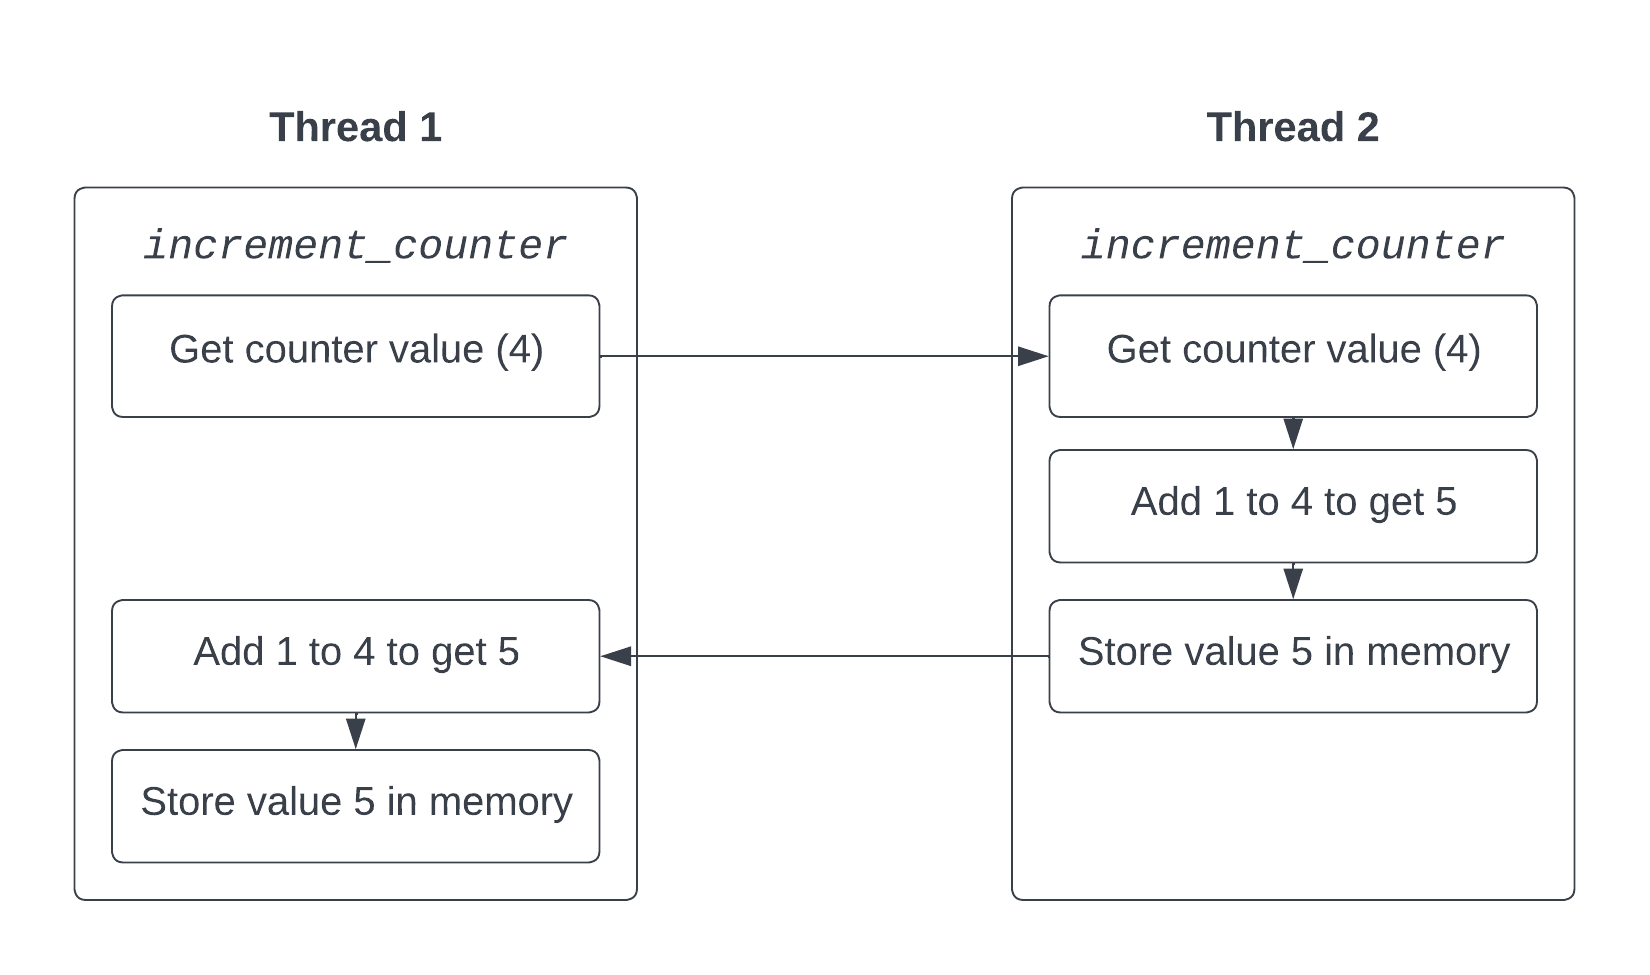 Thread 1
increment_counter
Get counter value (4)
Add 1 to 4 to get 5
Store value 5 in memory
Thread 2
increment_counter
Get counter value (4)
Add 1 to 4 to get 5
Store value 5 in memory